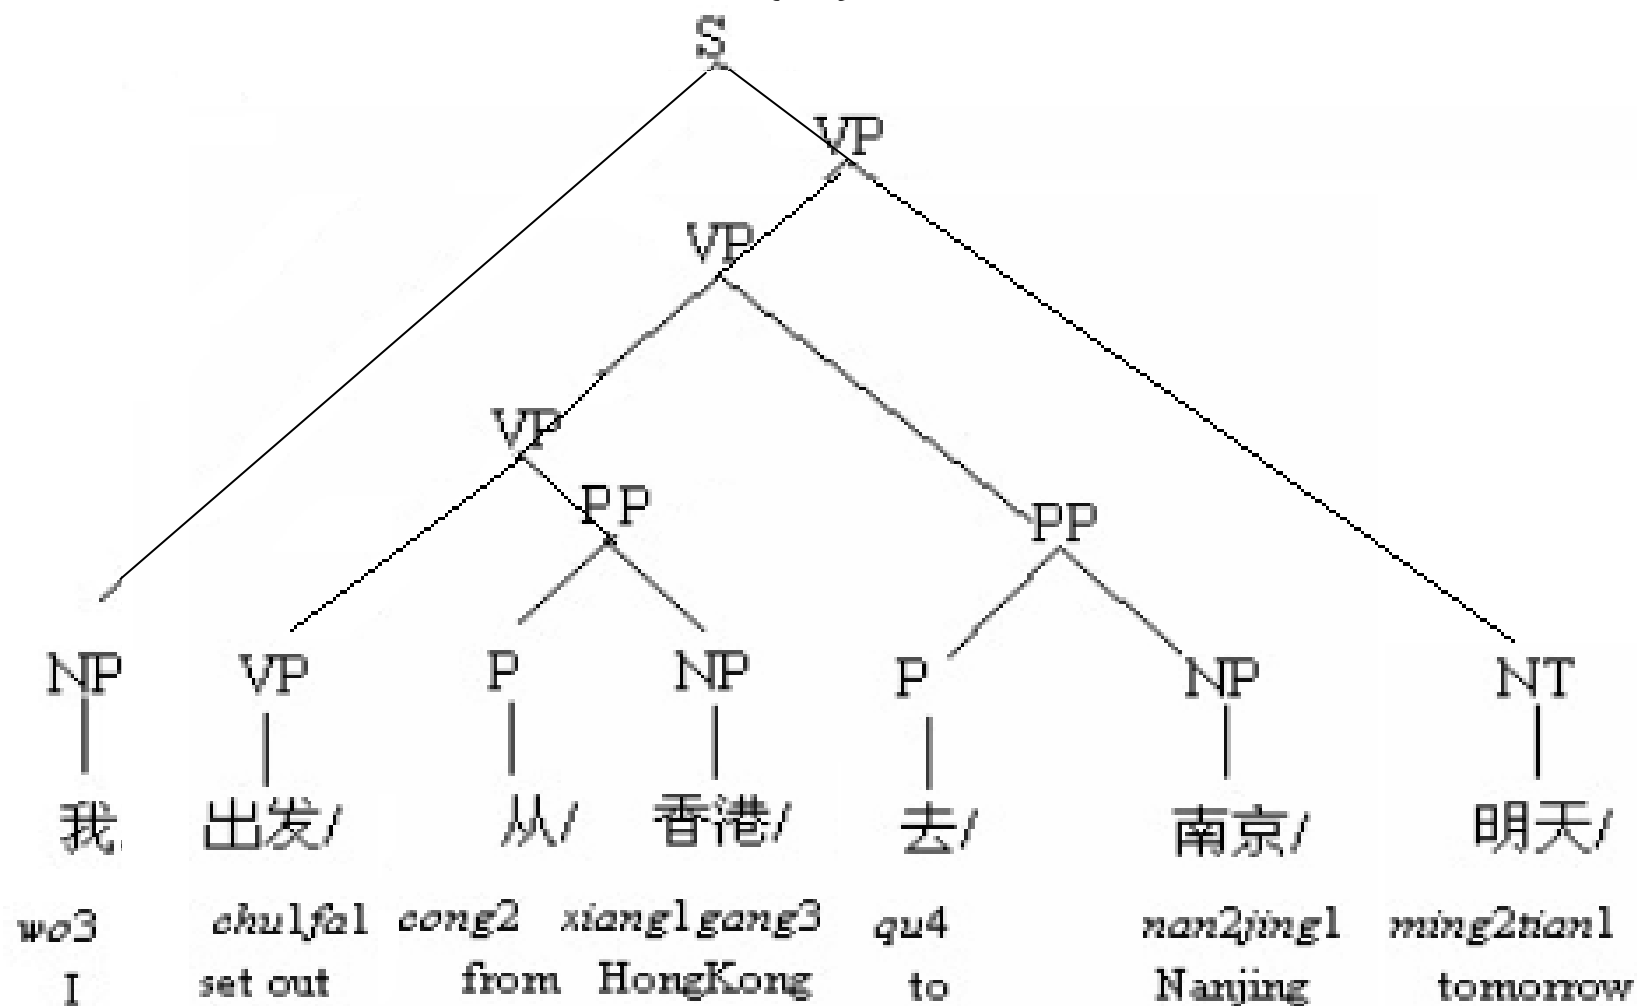 S
VP
VP
VP
PP
PP
NP VP P NP P NP NT
我 出发/ 从/ 香港/ 去/ 南京/ 明天/
wo3 chu1fa1 cong2 xiang1gang3 qu4 nan2jing1 ming2tian1
I set out from HongKong to Nanjing tomorrow